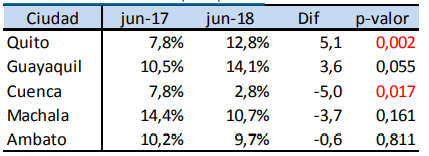 Ciudad jun-17 jun-18 Dif p-valor
Quito 7,8% 12,8% 5,1 0,002
Guayaquil 10,5% 14,1% 3,6 0,055
Cuenca 7,8% 2,8% -5,0 0,017
Machala 14,4% 10,7% -3,7 0,161
Ambato 10,2% 9,7% -0,6 0,811